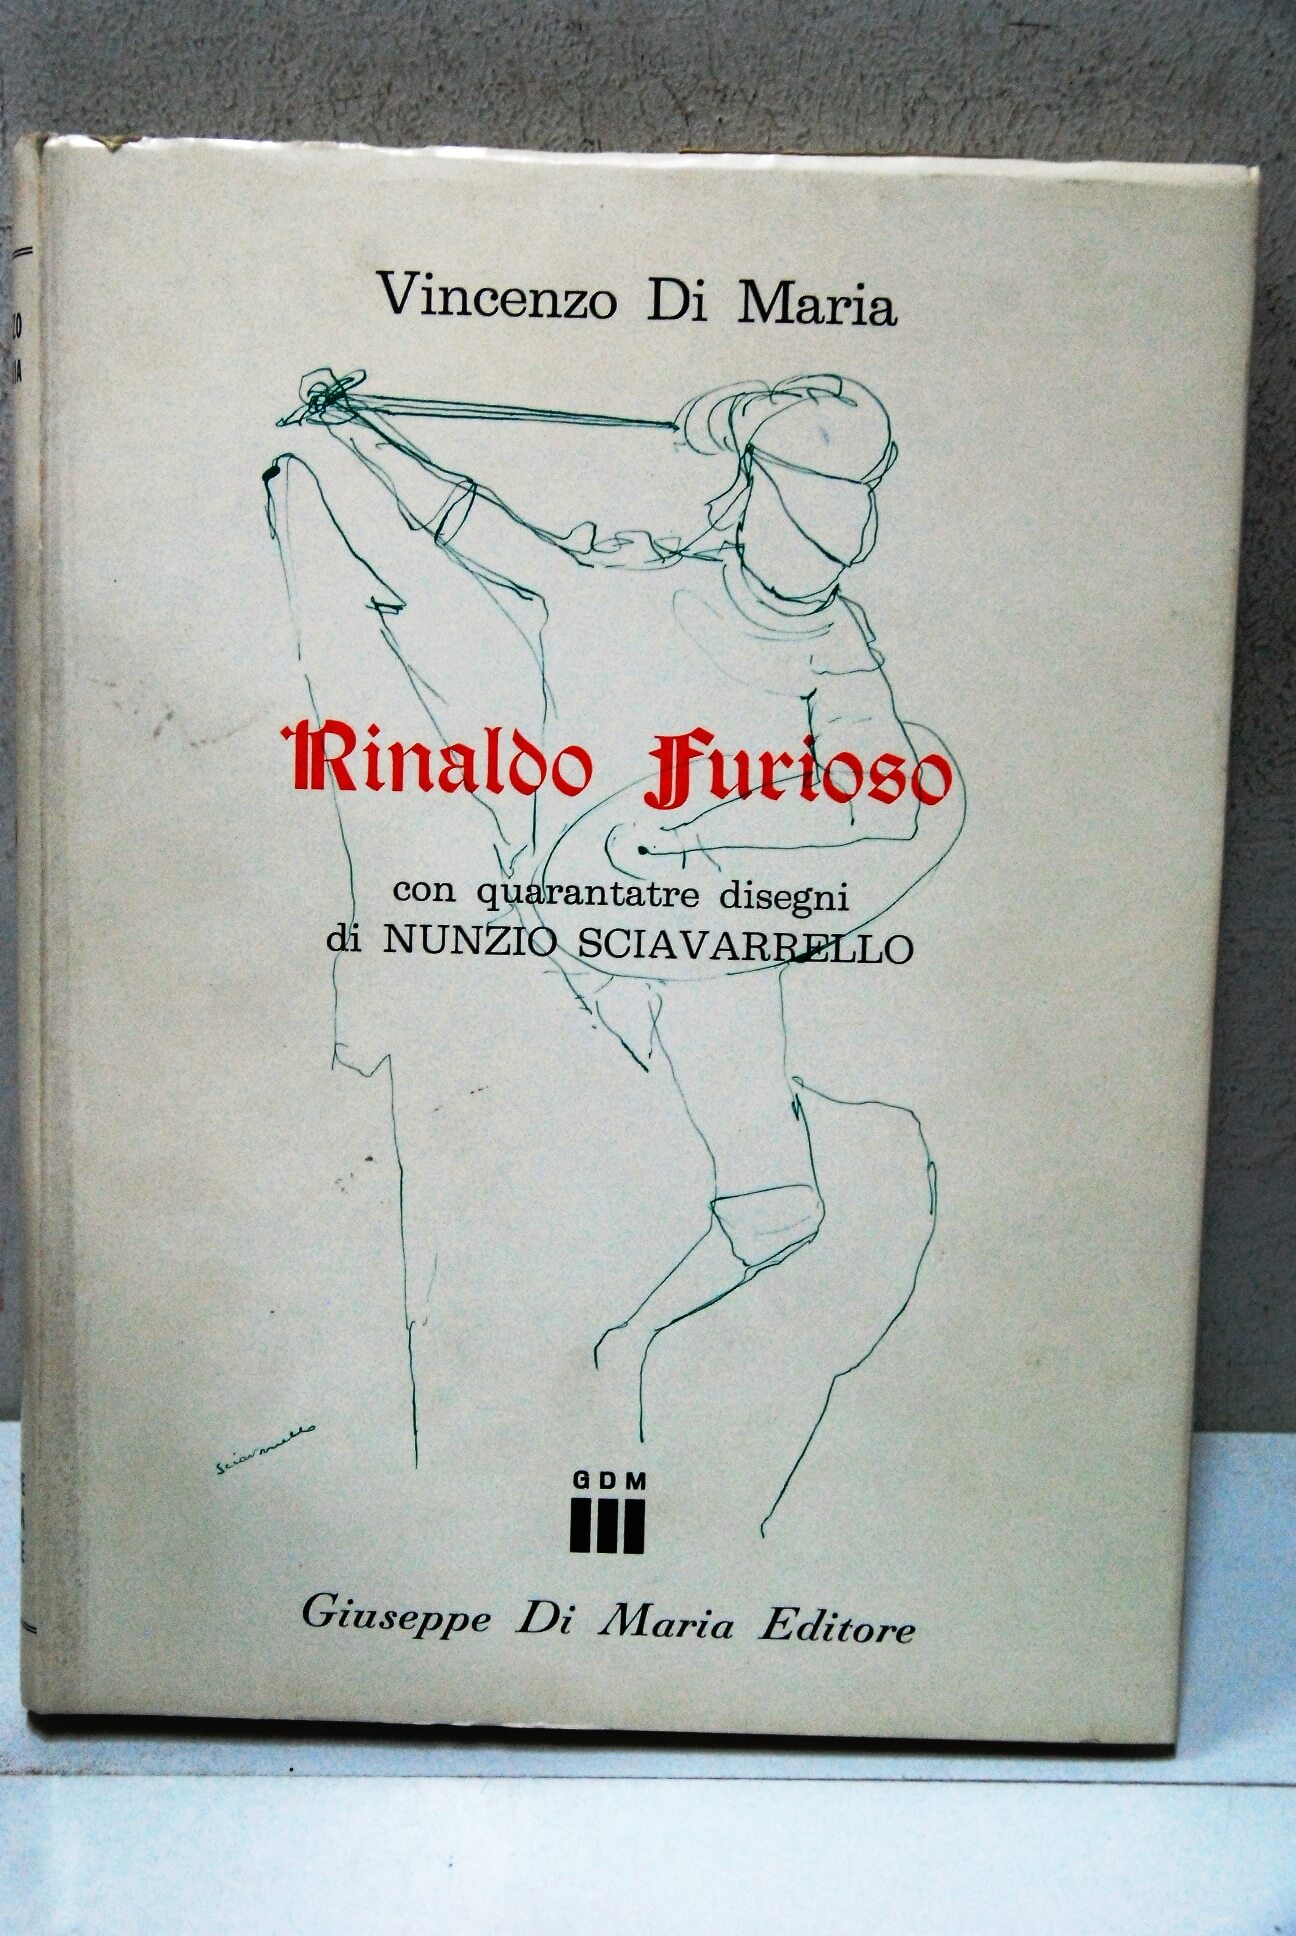 Vincenzo Di Maria
Rinaldo Furioso
con quarantatre disegni
di NUNZIO SCIAVARRELLO
sciavarrello
GDM
Giuseppe Di Maria Editore